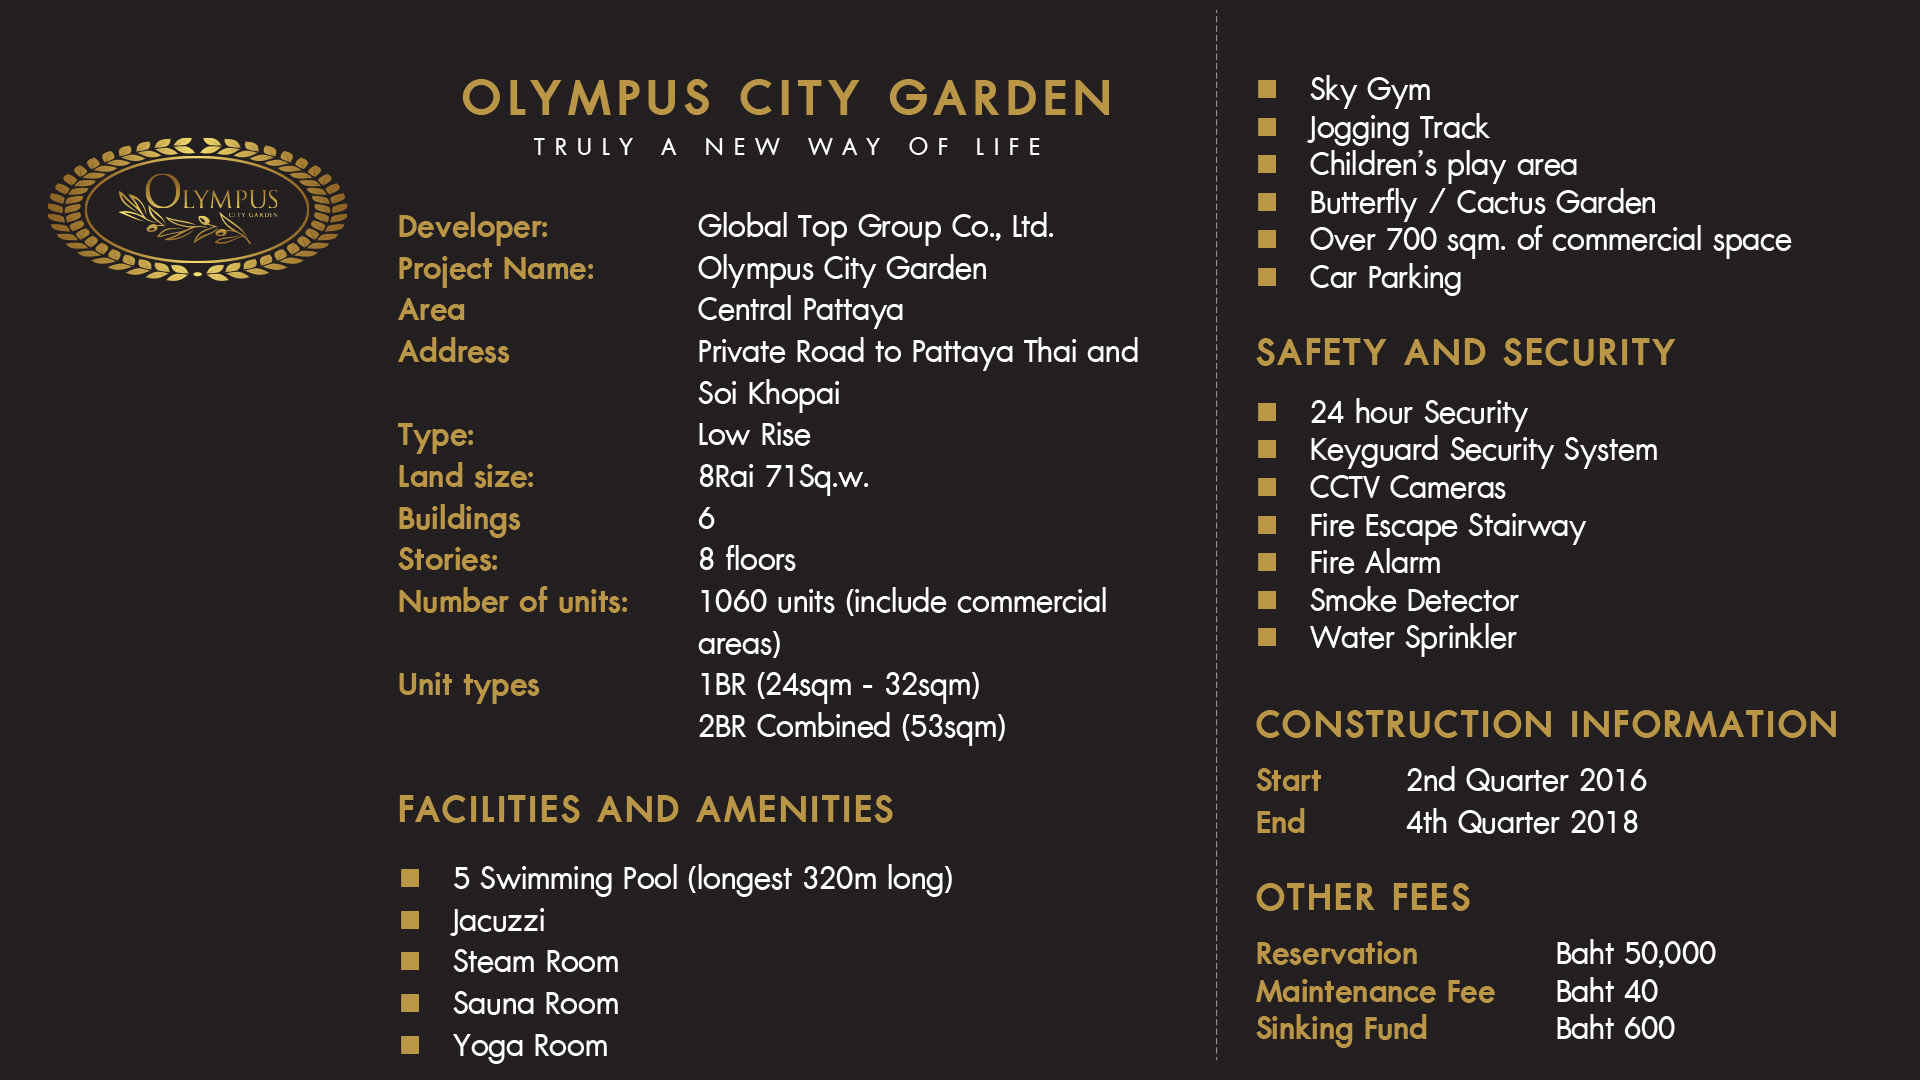 OLYMPUS
CITY GARDEN
OLYMPUS CITY GARDEN
TRULY A NEW WAY OF LIFE
Developer: Global Top Group Co., Ltd.
Project Name: Olympus City Garden
Area Central Pattaya
Address Private Road to Pattaya Thai and
Soi Khopai
Type: Low Rise
Land size: 8Rai 71Sq.w.
Buildings 6
Stories: 8 floors
Number of units: 1060 units (include commercial
areas)
Unit types 1BR (24sqm - 32sqm)
2BR Combined (53sqm)
FACILITIES AND AMENITIES
5 Swimming Pool (longest 320m long)
Jacuzzi
Steam Room
Sauna Room
Yoga Room
Sky Gym
Jogging Track
Children's play area
Butterfly / Cactus Garden
Over 700 sqm. of commercial space
Car Parking
SAFETY AND SECURITY
24 hour Security
Keyguard Security System
CCTV Cameras
Fire Escape Stairway
Fire Alarm
Smoke Detector
Water Sprinkler
CONSTRUCTION INFORMATION
Start 2nd Quarter 2016
End 4th Quarter 2018
OTHER FEES
Reservation Baht 50,000
Maintenance Fee Baht 40
Sinking Fund Baht 600